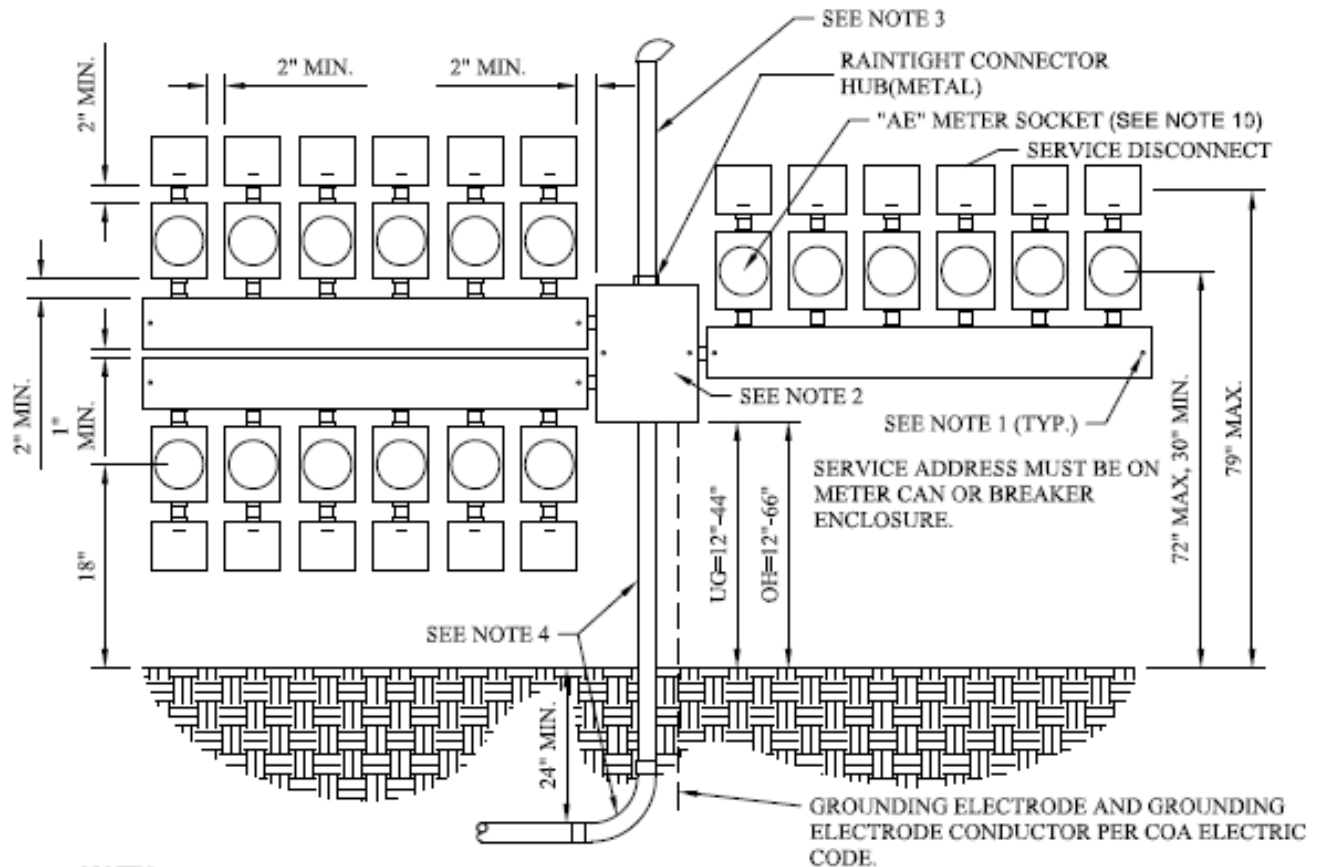 SEE NOTE 3
2" MIN.
2" MIN.
2" MIN.
RAINTIGHT CONNECTOR
HUB(METAL)
"AE" METER SOCKET (SEE NOTE 10)
SERVICE DISCONNECT
2" MIN.
1"
MIN.
18"
SEE NOTE 2
SEE NOTE 1 (TYP.)
SERVICE ADDRESS MUST BE ON
METER CAN OR BREAKER
ENCLOSURE.
72" MAX, 30" MIN.
79" MAX.
UG=12"-44"
OH=12"-66"
SEE NOTE 4
24" MIN.
GROUNDING ELECTRODE AND GROUNDING
ELECTRODE CONDUCTOR PER COA ELECTRIC
CODE.